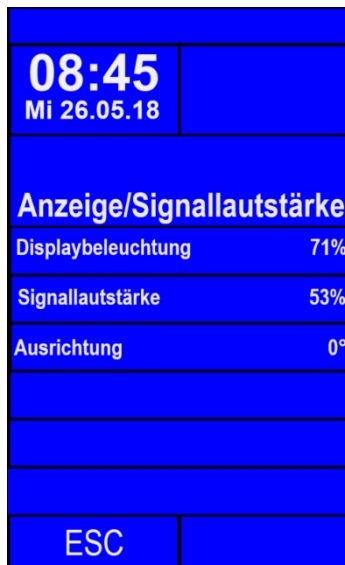 08:45
Mi 26.05.18
Anzeige/Signallautstärke
Displaybeleuchtung 71%
Signallautstärke 53%
Ausrichtung 0°
ESC